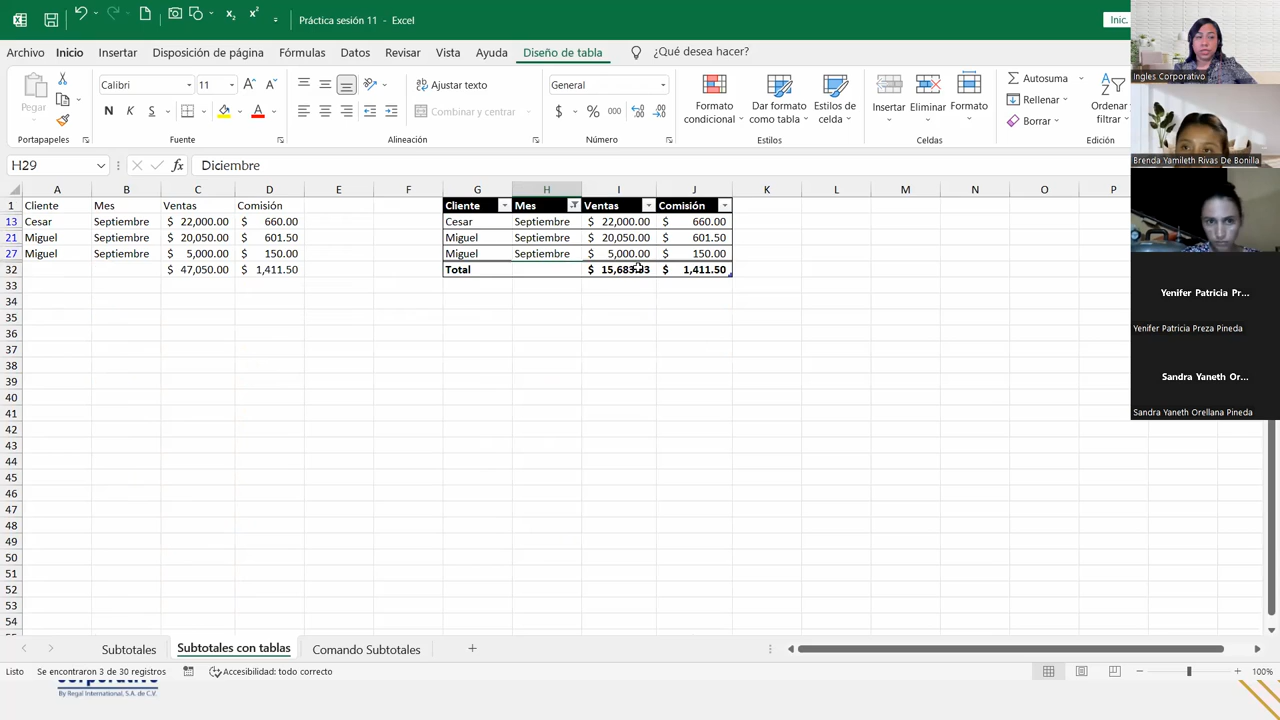 Práctica sesión 11 - Excel
Inic.
Archivo Inicio Insertar Disposición de página Fórmulas Datos Revisar Vista Diseño de tabla ¿Qué desea hacer?
Pegar
Calibri 11
N K S
General
$ % 000
Combinar y centrar
Formato condicional
Dar formato como tabla
Estilos de celda
Insertar
Eliminar
Formato
Autosuma
Rellenar
Borrar
Ordenar
filtrar
Portapapeles Fuente Alineación Número Estilos Celdas Edición
H29 fx Diciembre
A B C D E F G H I J K L M N O P
1 Cliente Mes Ventas Comisión Cliente Mes Ventas Comisión
13 Cesar Septiembre $ 22,000.00 $ 660.00 Cesar Septiembre $ 22,000.00 $ 660.00
21 Miguel Septiembre $ 20,050.00 $ 601.50 Miguel Septiembre $ 20,050.00 $ 601.50
27 Miguel Septiembre $ 5,000.00 $ 150.00 Miguel Septiembre $ 5,000.00 $ 150.00
32 $ 47,050.00 $ 1,411.50 Total $ 15,683.33 $ 1,411.50
33
34
35
36
37
38
39
40
41
42
43
44
45
46
47
48
49
50
51
52
53
54
Subtotales Subtotales con tablas Comando Subtotales
Listo Se encontraron 3 de 30 registros Accesibilidad: todo correcto 100%
By Regal International, S.A. de C.V.
Ingles Corporativo
Brenda Yamileth Rivas De Bonilla
Yenifer Patricia Pr...
Yenifer Patricia Preza Pineda
Sandra Yaneth Or...
Sandra Yaneth Orellana Pineda